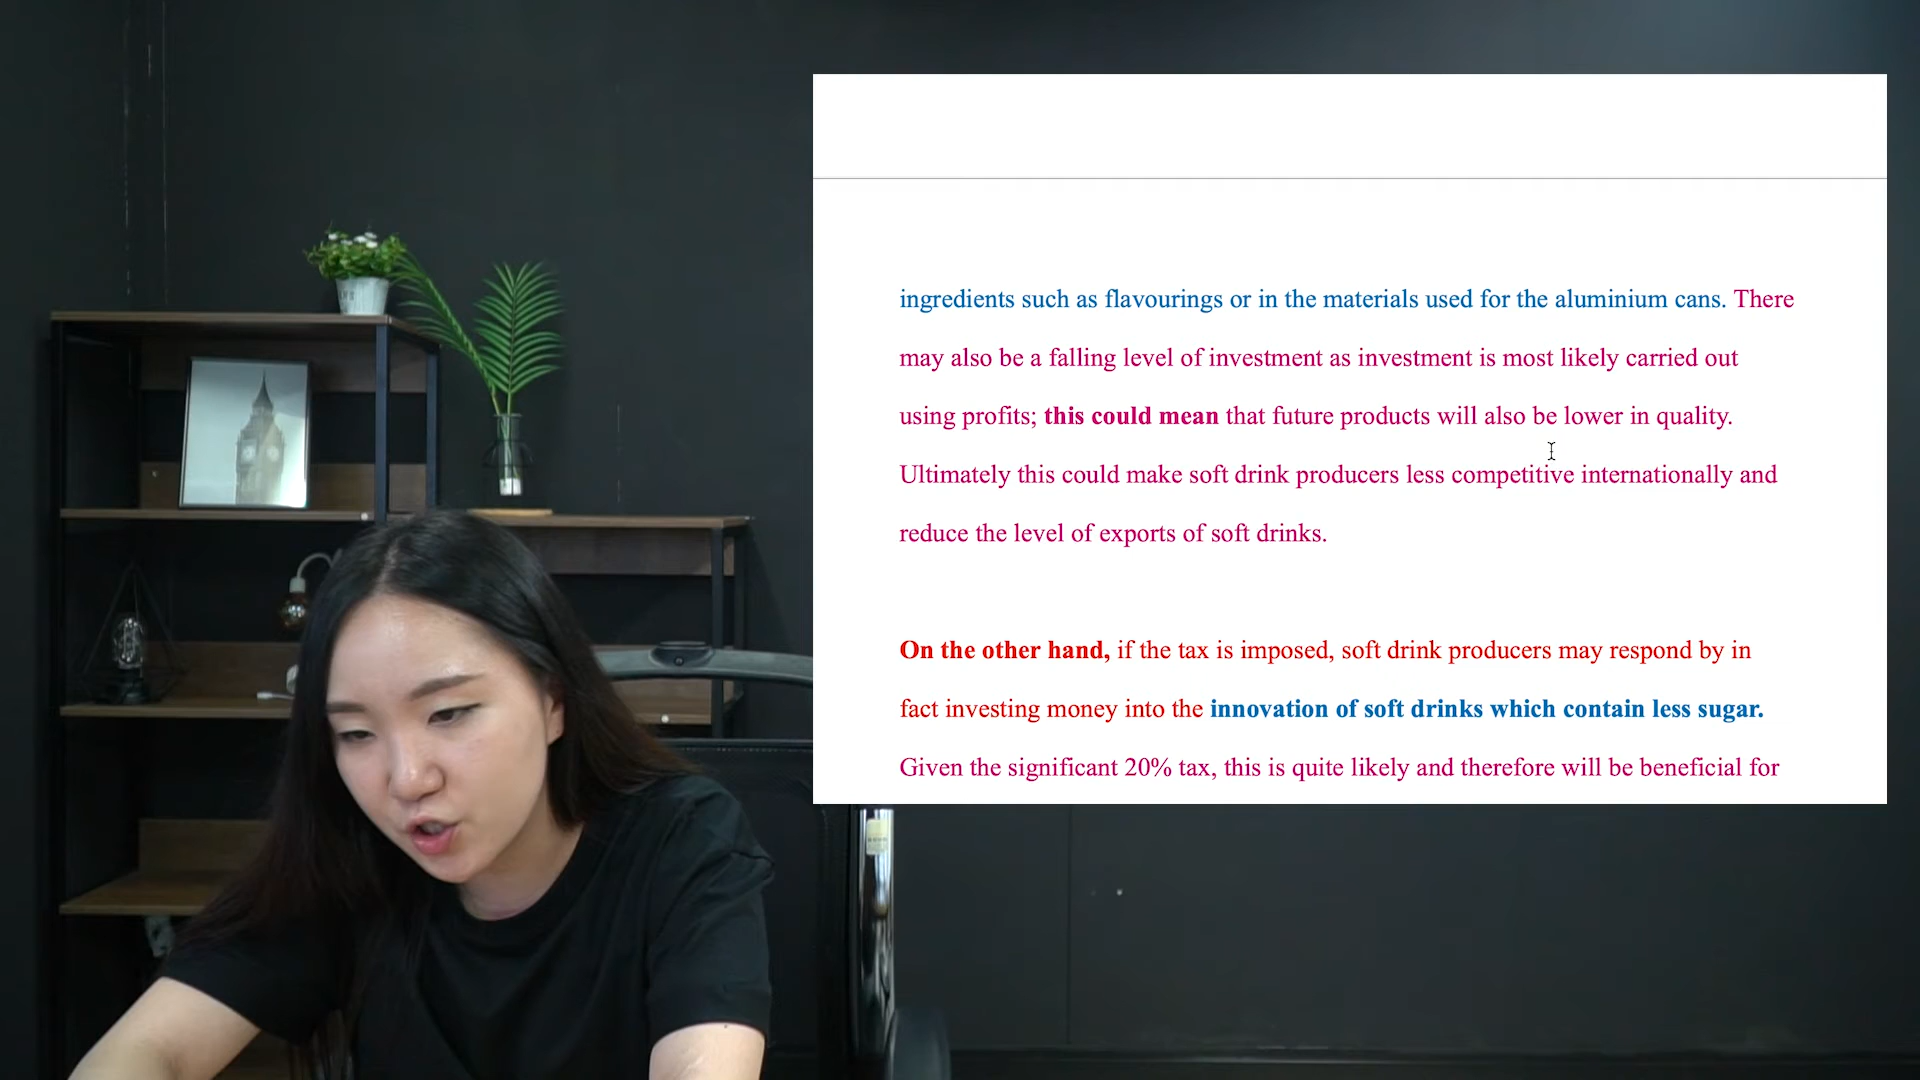 ingredients such as flavourings or in the materials used for the aluminium cans. There
may also be a falling level of investment as investment is most likely carried out
using profits; this could mean that future products will also be lower in quality.
Ultimately this could make soft drink producers less competitive internationally and
reduce the level of exports of soft drinks.
On the other hand, if the tax is imposed, soft drink producers may respond by in
fact investing money into the innovation of soft drinks which contain less sugar.
Given the significant 20% tax, this is quite likely and therefore will be beneficial for